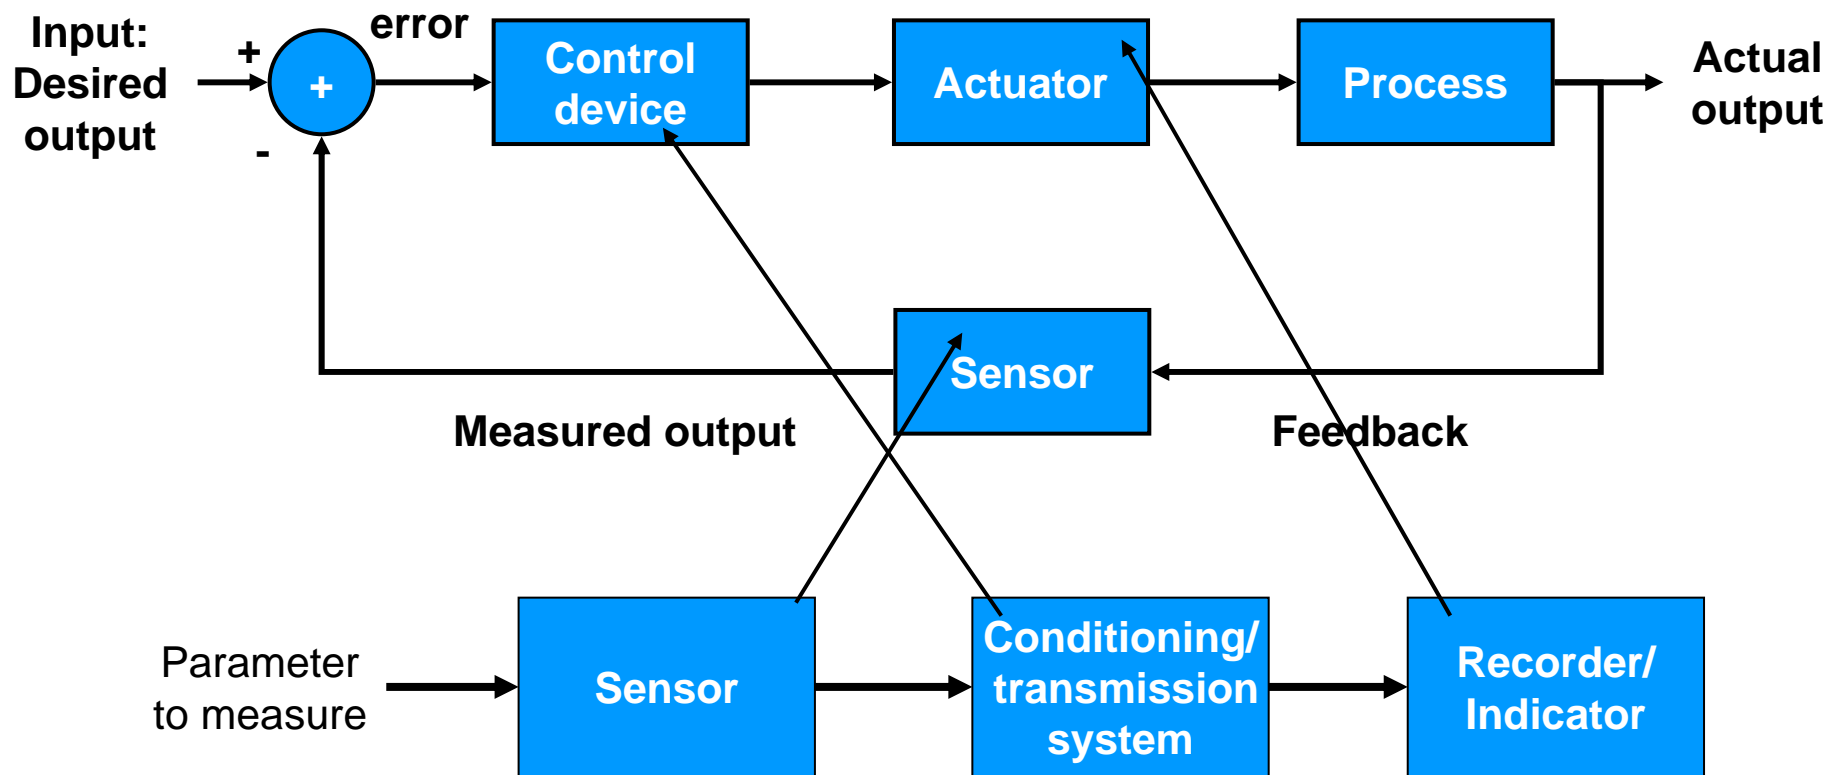 Input:
Desired
output
+
-
+
error
Control
device
Actuator
Process
Actual
output
Sensor
Measured output
Feedback
Parameter
to measure
Sensor
Conditioning/
transmission
system
Recorder/
Indicator